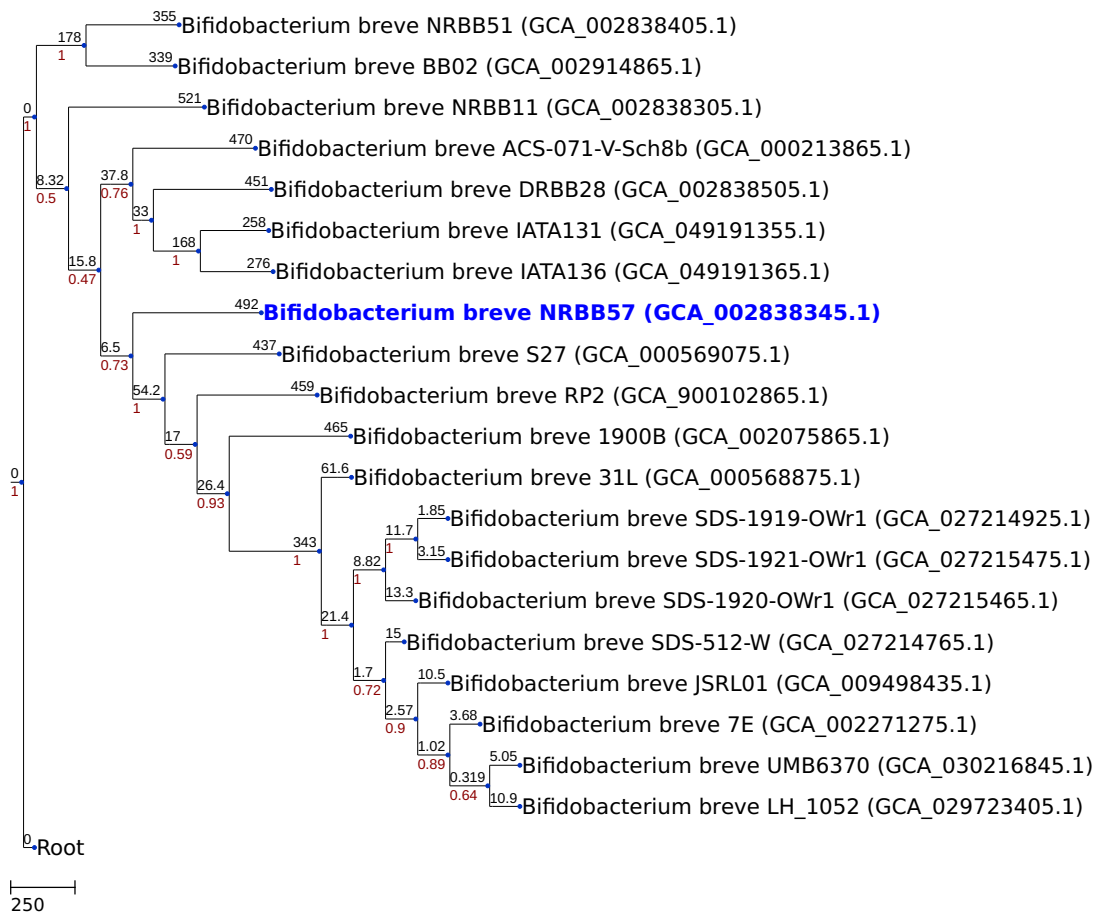 355 Bifidobacterium breve NRBB51 (GCA_002838405.1)
178
1
339 Bifidobacterium breve BB02 (GCA_002914865.1)
0
1
521 Bifidobacterium breve NRBB11 (GCA_002838305.1)
470 Bifidobacterium breve ACS-071-V-Sch8b (GCA_000213865.1)
8.32
0.5
37.8
0.76
451 Bifidobacterium breve DRBB28 (GCA_002838505.1)
33
1
258 Bifidobacterium breve IATA131 (GCA_049191355.1)
168
1
276 Bifidobacterium breve IATA136 (GCA_049191365.1)
15.8
0.47
492 Bifidobacterium breve NRBB57 (GCA_002838345.1)
6.5
0.73
437 Bifidobacterium breve S27 (GCA_000569075.1)
54.2
1
459 Bifidobacterium breve RP2 (GCA_900102865.1)
17
0.59
465 Bifidobacterium breve 1900B (GCA_002075865.1)
61.6 Bifidobacterium breve 31L (GCA_000568875.1)
0
1
26.4
0.93
1.85 Bifidobacterium breve SDS-1919-OWr1 (GCA_027214925.1)
11.7
1
343
1
3.15 Bifidobacterium breve SDS-1921-OWr1 (GCA_027215475.1)
8.82
1
13.3 Bifidobacterium breve SDS-1920-OWr1 (GCA_027215465.1)
21.4
1
15 Bifidobacterium breve SDS-512-W (GCA_027214765.1)
1.7
0.72
10.5 Bifidobacterium breve JSRL01 (GCA_009498435.1)
2.57
0.9
3.68 Bifidobacterium breve 7E (GCA_002271275.1)
1.02
0.89
5.05 Bifidobacterium breve UMB6370 (GCA_030216845.1)
0.319
0.64
10.9 Bifidobacterium breve LH_1052 (GCA_029723405.1)
0 Root
250